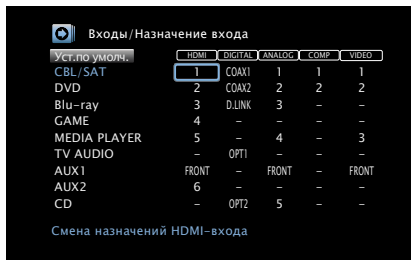 Входы/Назначение входа
Уст.по умолч. HDMI DIGITAL ANALOG COMP VIDEO
CBL/SAT 1 COAX1 1 1 1
DVD 2 COAX2 2 2 2
Blu-ray 3 D.LINK 3 – –
GAME 4 – – – –
MEDIA PLAYER 5 – 4 – 3
TV AUDIO – OPT1 – – –
AUX1 FRONT – FRONT – FRONT
AUX2 6 – – – –
CD – OPT2 5 – –
Смена назначений HDMI-входа